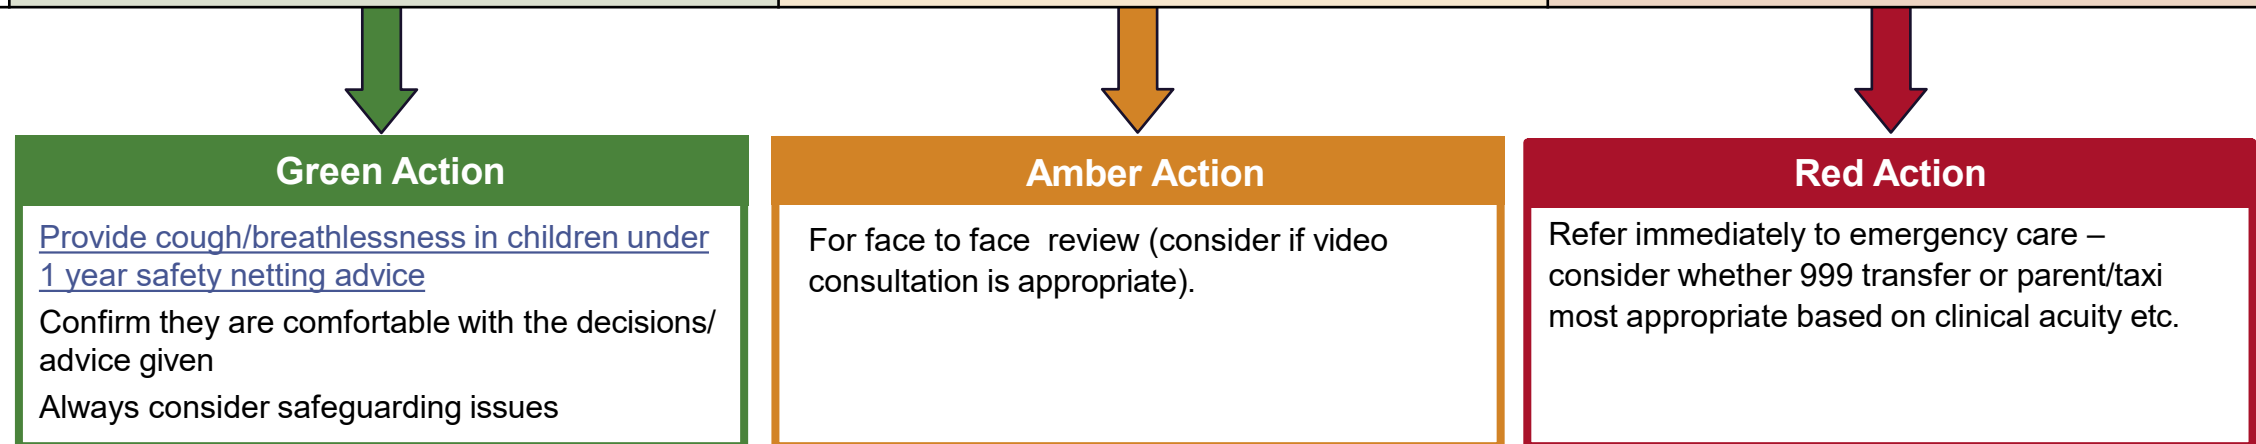 Green Action
Provide cough/breathlessness in children under
1 year safety netting advice
Confirm they are comfortable with the decisions/
advice given
Always consider safeguarding issues
Amber Action
For face to face  review (consider if video
consultation is appropriate).
Red Action
Refer immediately to emergency care –
consider whether 999 transfer or parent/taxi
most appropriate based on clinical acuity etc.